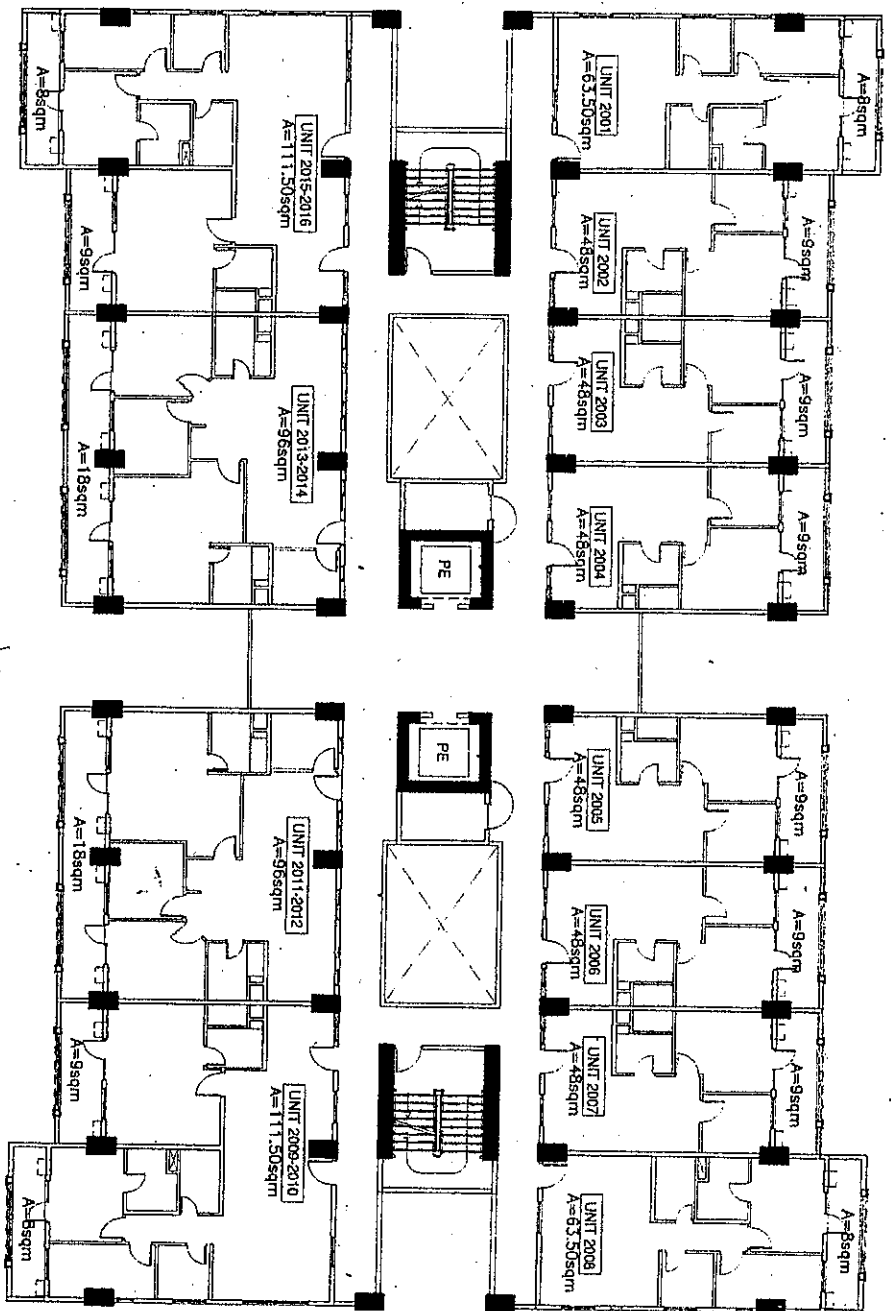 A=8sqm
UNIT 2001
A=63.50sqm
A=9sqm
UNIT 2002
A=48sqm
A=9sqm
UNIT 2003
A=48sqm
A=9sqm
UNIT 2004
A=48sqm
A=9sqm
UNIT 2005
A=48sqm
A=9sqm
UNIT 2006
A=48sqm
A=9sqm
UNIT 2007
A=48sqm
A=8sqm
UNIT 2008
A=63.50sqm
PE
PE
UNIT 2015-2016
A=111.50sqm
A=8sqm
A=9sqm
UNIT 2013-2014
A=96sqm
A=18sqm
UNIT 2011-2012
A=96sqm
A=18sqm
UNIT 2009-2010
A=111.50sqm
A=9sqm
A=8sqm